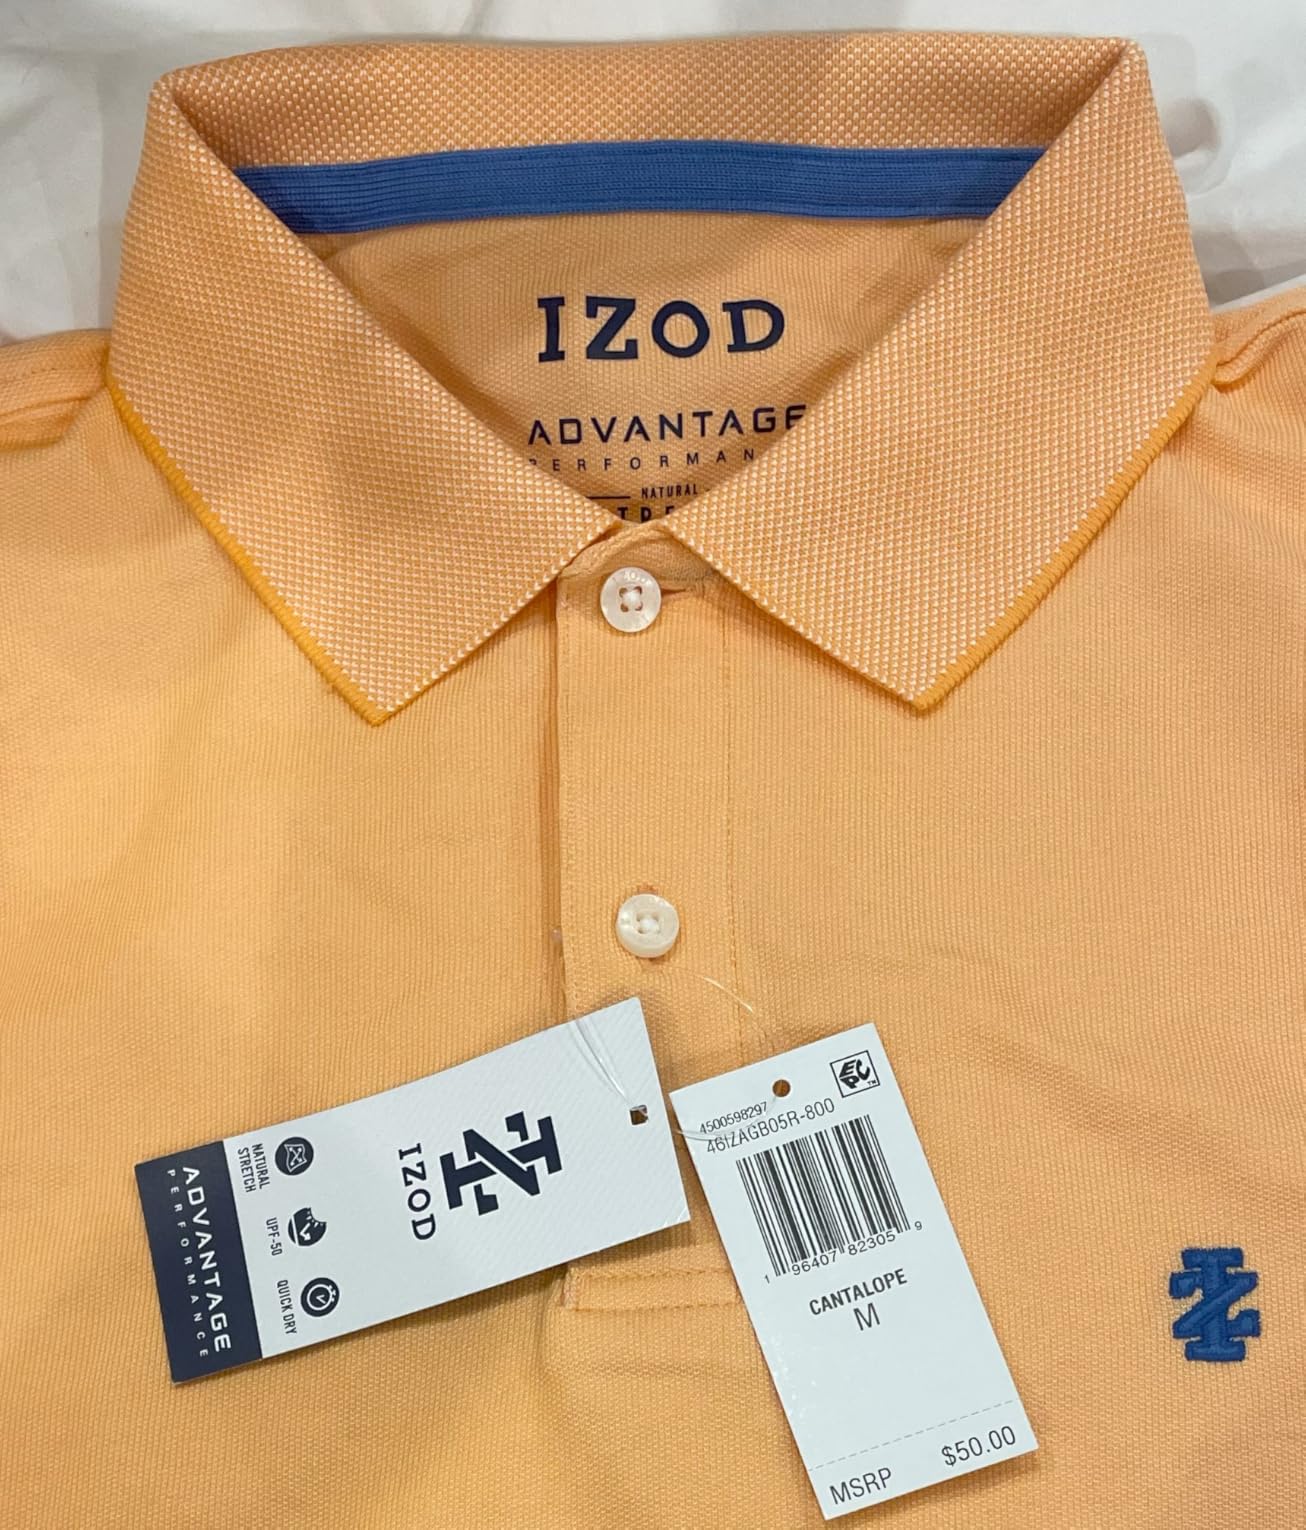 IZOD
ADVANTAGE
PERFORMAN
NATURAL
IZOD
NATURAL
STRETCH
UPF-50
QUICK DRY
ADVANTAGE
PERFORMANCE
EPC™
4500598297
46IZAGB05R-800
1 96407 82305 9
CANTALOPE
M
MSRP $50.00